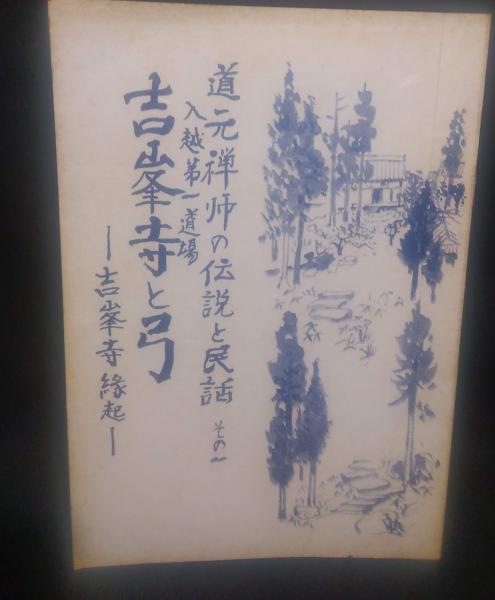 道元禅师の伝説と民話 その一
入越第一道場
吉峯寺と弓
―吉峯寺縁起―